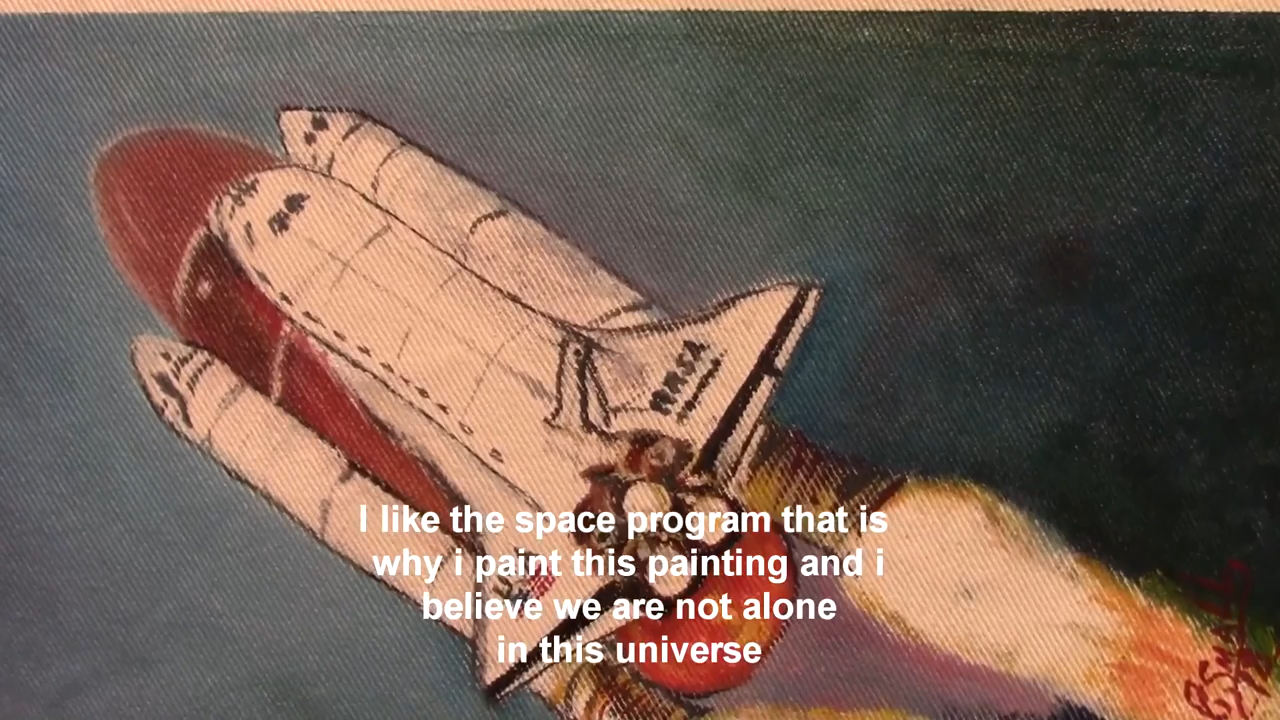 NASA
I like the space program that is
why i paint this painting and i
believe we are not alone
in this universe